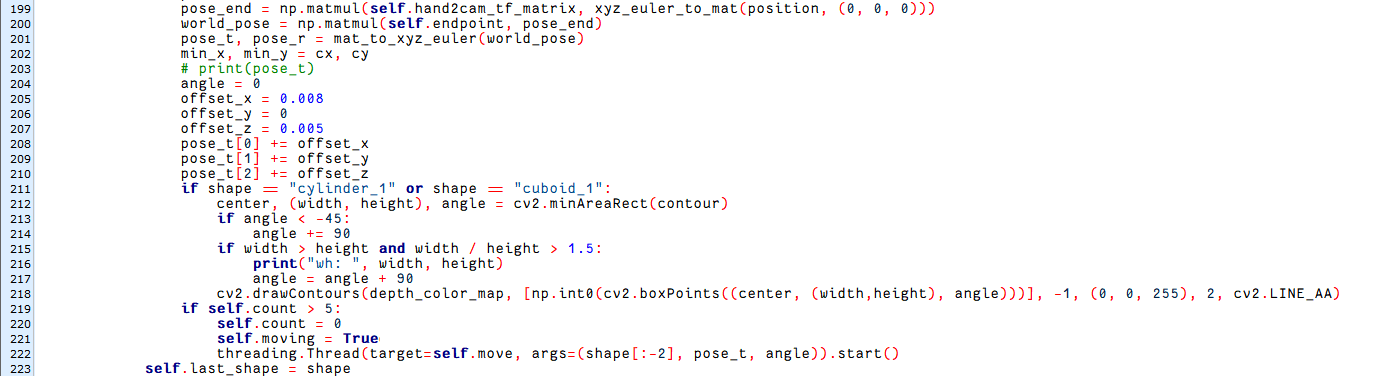 199 pose_end = np.matmul(self.hand2cam_tf_matrix, xyz_euler_to_mat(position, (0, 0, 0)))
200 world_pose = np.matmul(self.endpoint, pose_end)
201 pose_t, pose_r = mat_to_xyz_euler(world_pose)
202 min_x, min_y = cx, cy
203 # print(pose_t)
204 angle = 0
205 offset_x = 0.008
206 offset_y = 0
207 offset_z = 0.005
208 pose_t[0] += offset_x
209 pose_t[1] += offset_y
210 pose_t[2] += offset_z
211 if shape == "cylinder_1" or shape == "cuboid_1":
212 center, (width, height), angle = cv2.minAreaRect(contour)
213 if angle < -45:
214 angle += 90
215 if width > height and width / height > 1.5:
216 print("wh: ", width, height)
217 angle = angle + 90
218 cv2.drawContours(depth_color_map, [np.int0(cv2.boxPoints((center, (width,height), angle)))], -1, (0, 0, 255), 2, cv2.LINE_AA)
219 if self.count > 5:
220 self.count = 0
221 self.moving = True
222 threading.Thread(target=self.move, args=(shape[:-2], pose_t, angle)).start()
223 self.last_shape = shape